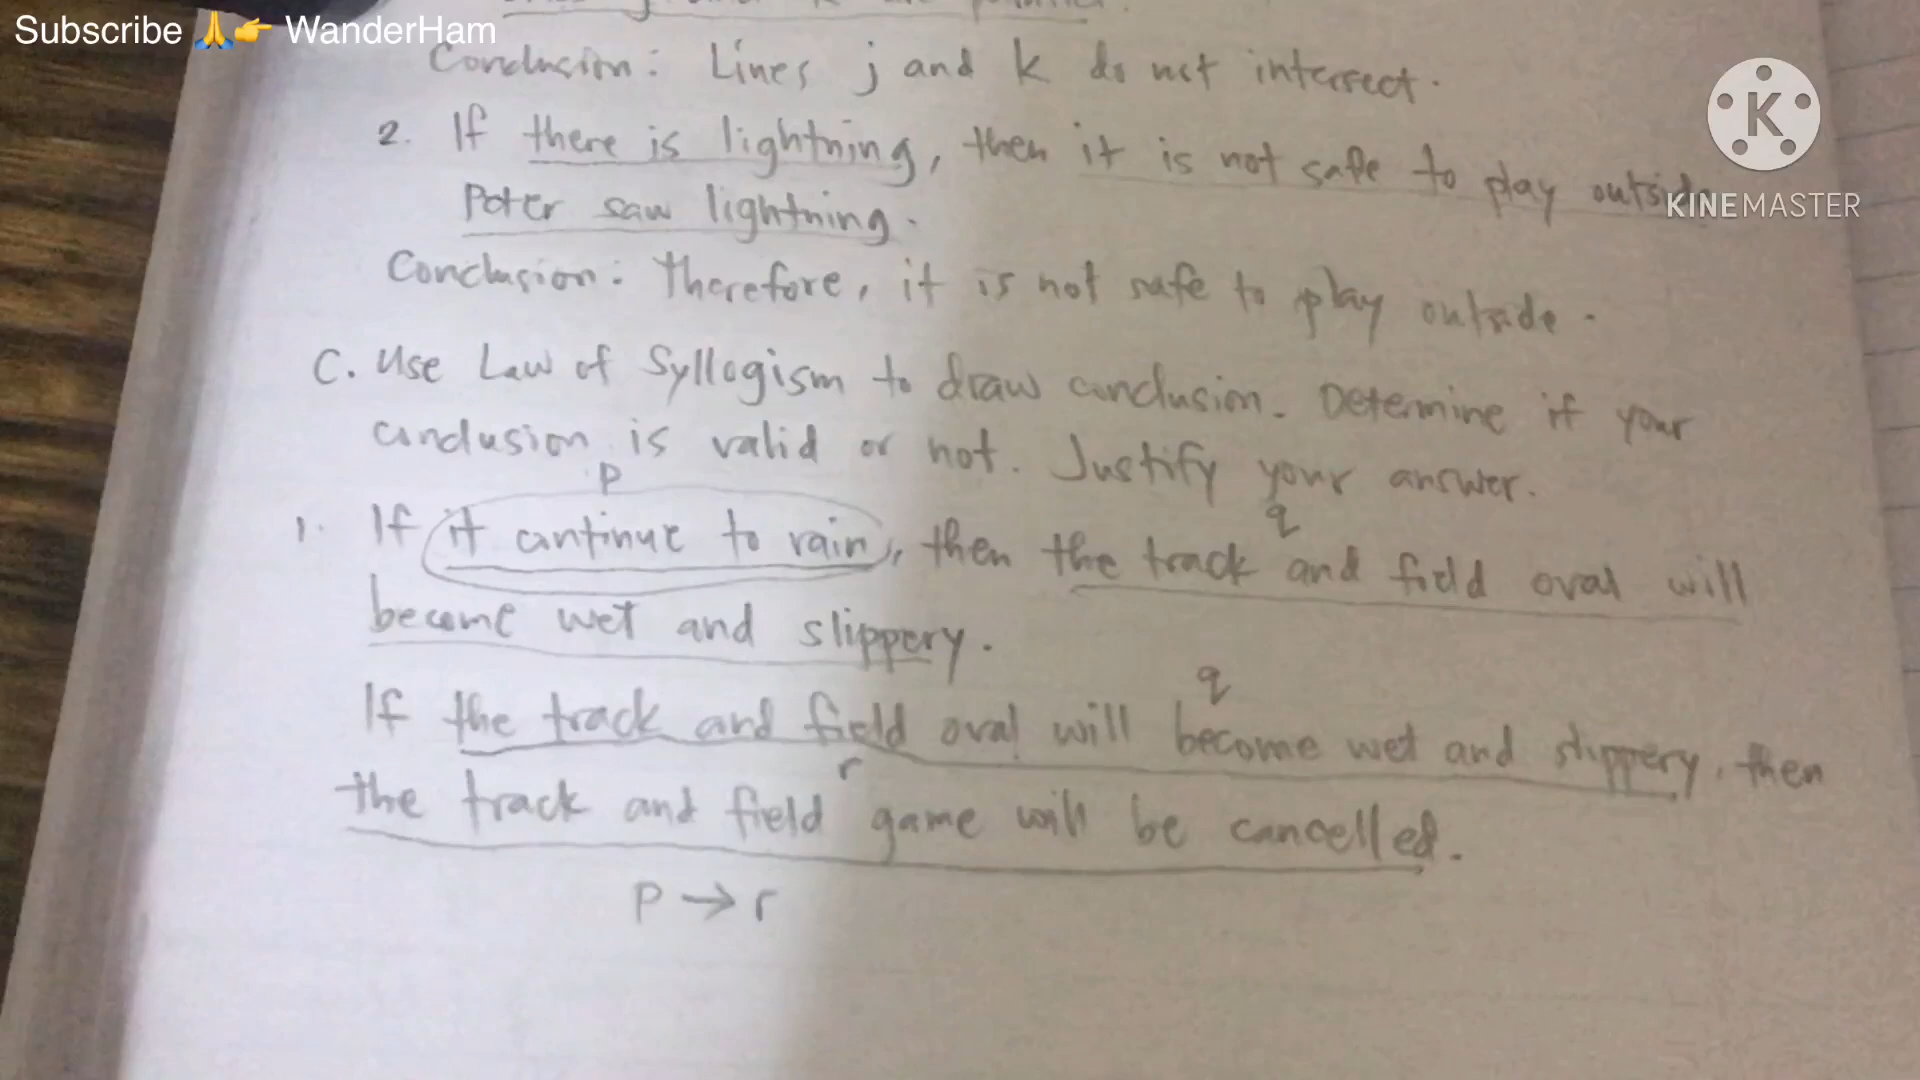 Subscribe 🙏👉 WanderHam
Conclusion: Lines j and k do not intersect.
K
2. If there is lightning, then it is not safe to play outside
KINEMASTER
Peter saw lightning.
Conclusion: Therefore, it is not safe to play outside.
C. Use Law of Syllogism to draw conclusion. Determine if your
conclusion is valid or not. Justify your answer.
p
q
1. If it continue to rain, then the track and field oval will
become wet and slippery.
q
If the track and field oval will become wet and slippery, then
r
the track and field game will be cancelled.
p → r